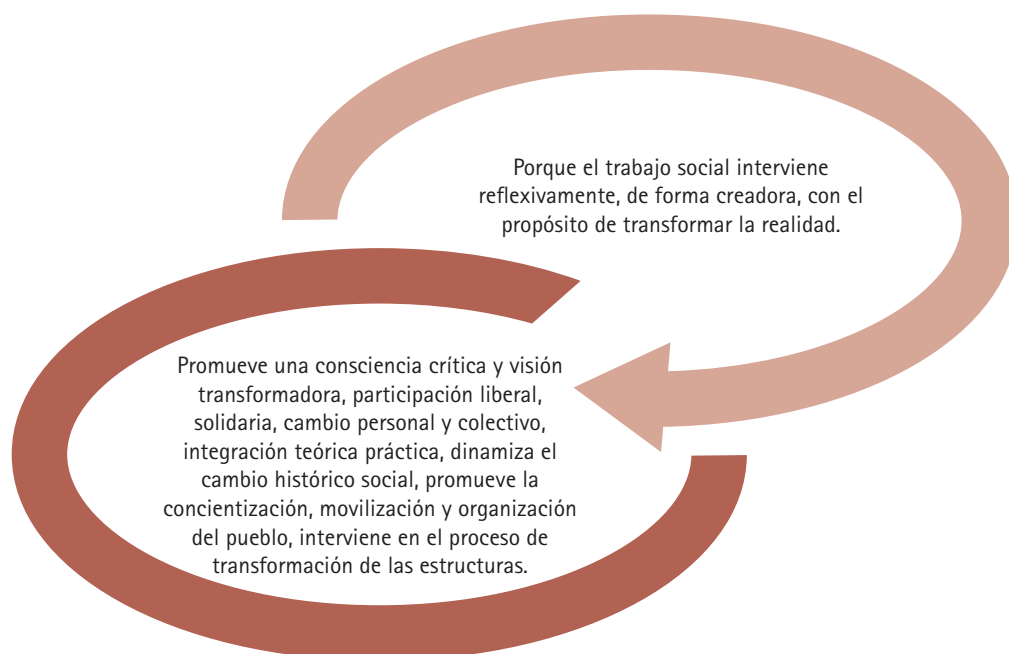 Porque el trabajo social interviene
reflexivamente, de forma creadora, con el
propósito de transformar la realidad.
Promueve una consciencia crítica y visión
transformadora, participación liberal,
solidaria, cambio personal y colectivo,
integración teórica práctica, dinamiza el
cambio histórico social, promueve la
concientización, movilización y organización
del pueblo, interviene en el proceso de
transformación de las estructuras.